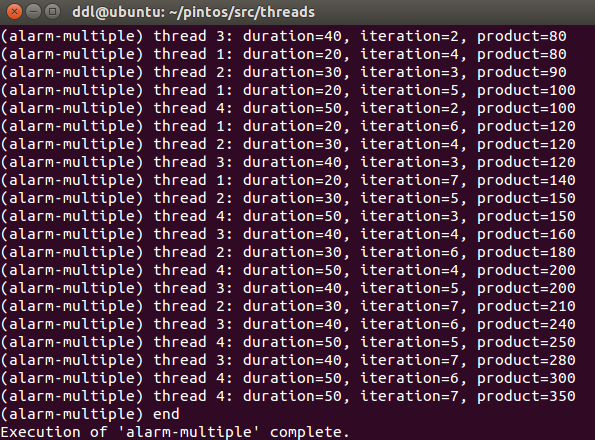 ddl@ubuntu: ~/pintos/src/threads
(alarm-multiple) thread 3: duration=40, iteration=2, product=80
(alarm-multiple) thread 1: duration=20, iteration=4, product=80
(alarm-multiple) thread 2: duration=30, iteration=3, product=90
(alarm-multiple) thread 1: duration=20, iteration=5, product=100
(alarm-multiple) thread 4: duration=50, iteration=2, product=100
(alarm-multiple) thread 1: duration=20, iteration=6, product=120
(alarm-multiple) thread 2: duration=30, iteration=4, product=120
(alarm-multiple) thread 3: duration=40, iteration=3, product=120
(alarm-multiple) thread 1: duration=20, iteration=7, product=140
(alarm-multiple) thread 2: duration=30, iteration=5, product=150
(alarm-multiple) thread 4: duration=50, iteration=3, product=150
(alarm-multiple) thread 3: duration=40, iteration=4, product=160
(alarm-multiple) thread 2: duration=30, iteration=6, product=180
(alarm-multiple) thread 4: duration=50, iteration=4, product=200
(alarm-multiple) thread 3: duration=40, iteration=5, product=200
(alarm-multiple) thread 2: duration=30, iteration=7, product=210
(alarm-multiple) thread 3: duration=40, iteration=6, product=240
(alarm-multiple) thread 4: duration=50, iteration=5, product=250
(alarm-multiple) thread 3: duration=40, iteration=7, product=280
(alarm-multiple) thread 4: duration=50, iteration=6, product=300
(alarm-multiple) thread 4: duration=50, iteration=7, product=350
(alarm-multiple) end
Execution of 'alarm-multiple' complete.